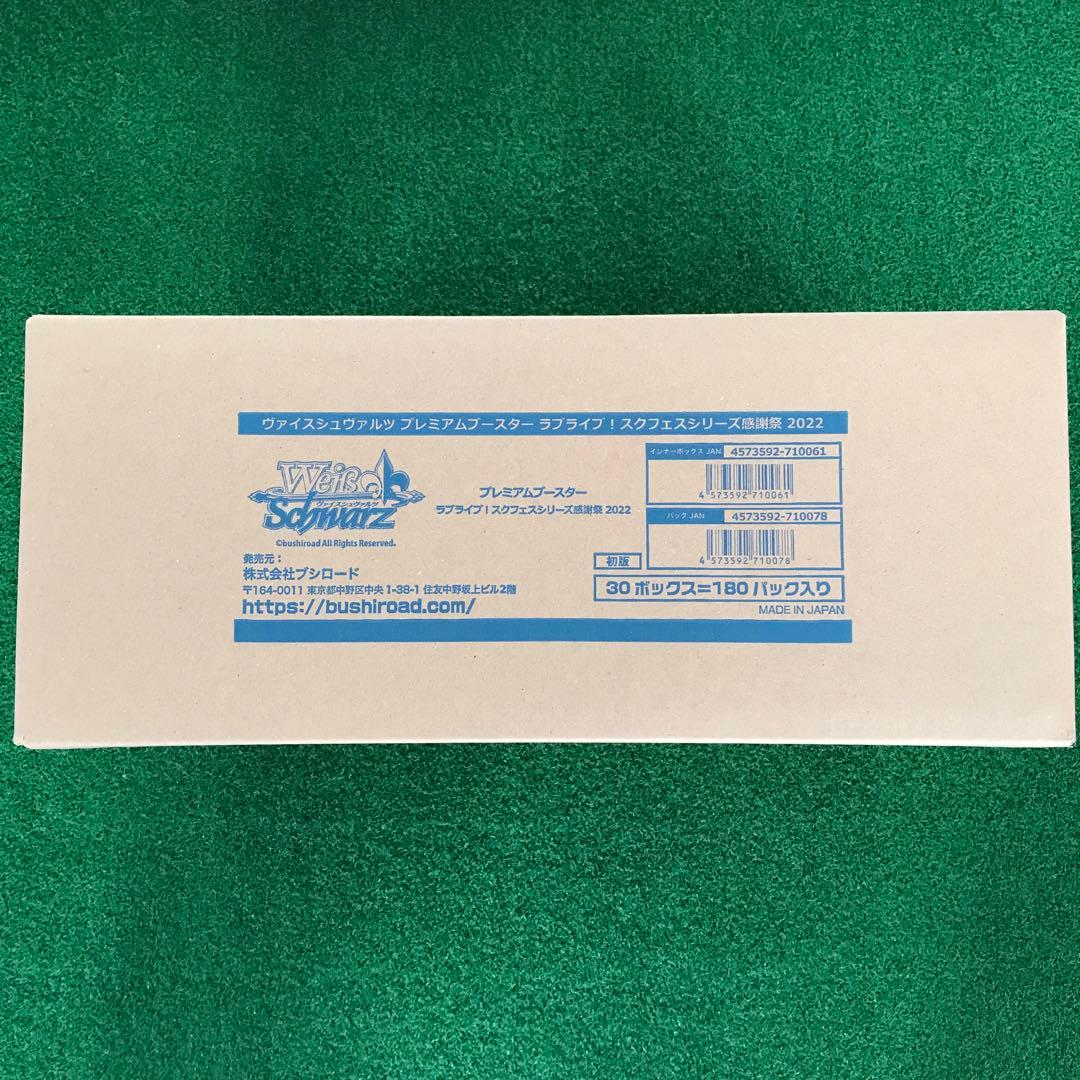 ヴァイスシュヴァルツ プレミアムブースター ラブライブ！スクフェスシリーズ感謝祭 2022
Weiß
ヴァイスシュヴァルツ
Schwarz
©bushiroad All Rights Reserved.
プレミアムブースター
ラブライブ！スクフェスシリーズ感謝祭 2022
インナーボックス JAN 4573592-710061
4 573592 710061
パック JAN 4573592-710078
4 573592 710078
発売元：
株式会社ブシロード
〒164-0011 東京都中野区中央 1-38-1 住友中野坂上ビル2階
https://bushiroad.com/
初版
30 ボックス=180 パック入り
MADE IN JAPAN